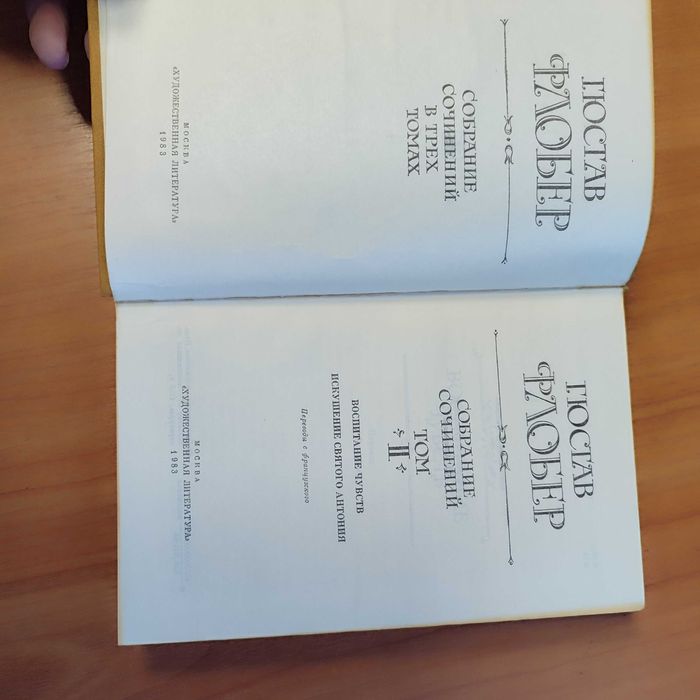 ГЮСТАВ
ФЛОБЕР
СОБРАНИЕ
СОЧИНЕНИЙ
В ТРЕХ
ТОМАХ
МОСКВА
«ХУДОЖЕСТВЕННАЯ ЛИТЕРАТУРА»
1983
ГЮСТАВ
ФЛОБЕР
СОБРАНИЕ
СОЧИНЕНИЙ
ТОМ
II
ВОСПИТАНИЕ ЧУВСТВ
ИСКУШЕНИЕ СВЯТОГО АНТОНИЯ
Переводы с французского
МОСКВА
«ХУДОЖЕСТВЕННАЯ ЛИТЕРАТУРА»
1983